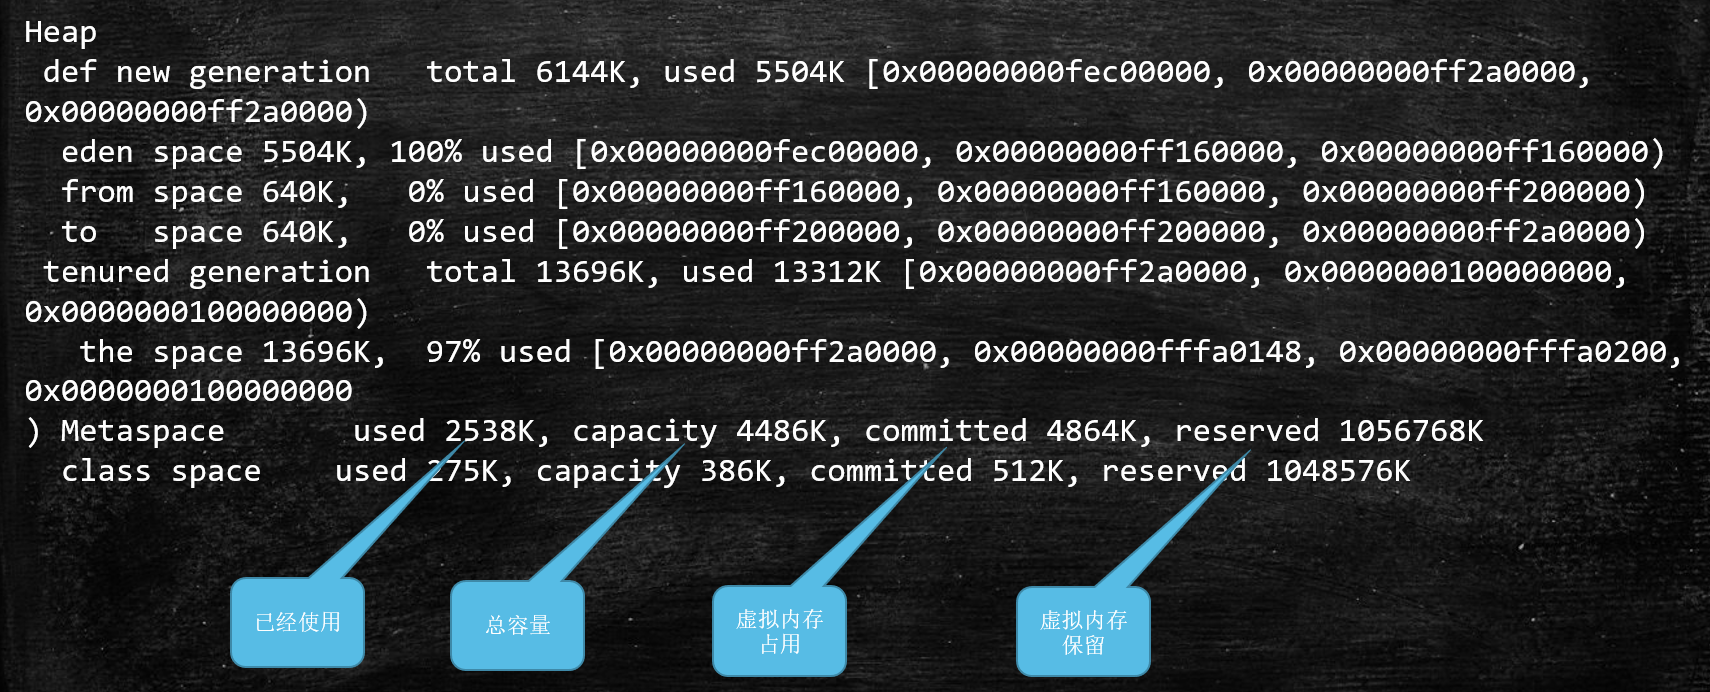 Heap
def new generation   total 6144K, used 5504K [0x00000000fec00000, 0x00000000ff2a0000,
0x00000000ff2a0000)
eden space 5504K, 100% used [0x00000000fec00000, 0x00000000ff160000, 0x00000000ff160000)
from space 640K,   0% used [0x00000000ff160000, 0x00000000ff160000, 0x00000000ff200000)
to   space 640K,   0% used [0x00000000ff200000, 0x00000000ff200000, 0x00000000ff2a0000)
tenured generation   total 13696K, used 13312K [0x00000000ff2a0000, 0x0000000100000000,
0x0000000100000000)
the space 13696K,  97% used [0x00000000ff2a0000, 0x00000000fffa0148, 0x00000000fffa0200,
0x0000000100000000
) Metaspace       used 2538K, capacity 4486K, committed 4864K, reserved 1056768K
class space    used 275K, capacity 386K, committed 512K, reserved 1048576K
已经使用
总容量
虚拟内存
占用
虚拟内存
保留